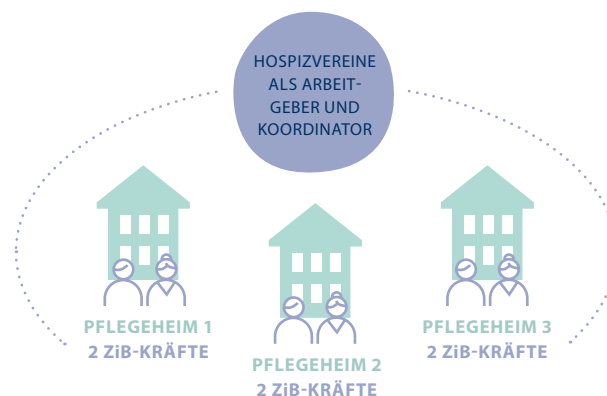 HOSPIZVEREINE
ALS ARBEIT-
GEBER UND
KOORDINATOR
PFLEGEHEIM 1
2 ZiB-KRÄFTE
PFLEGEHEIM 2
2 ZiB-KRÄFTE
PFLEGEHEIM 3
2 ZiB-KRÄFTE